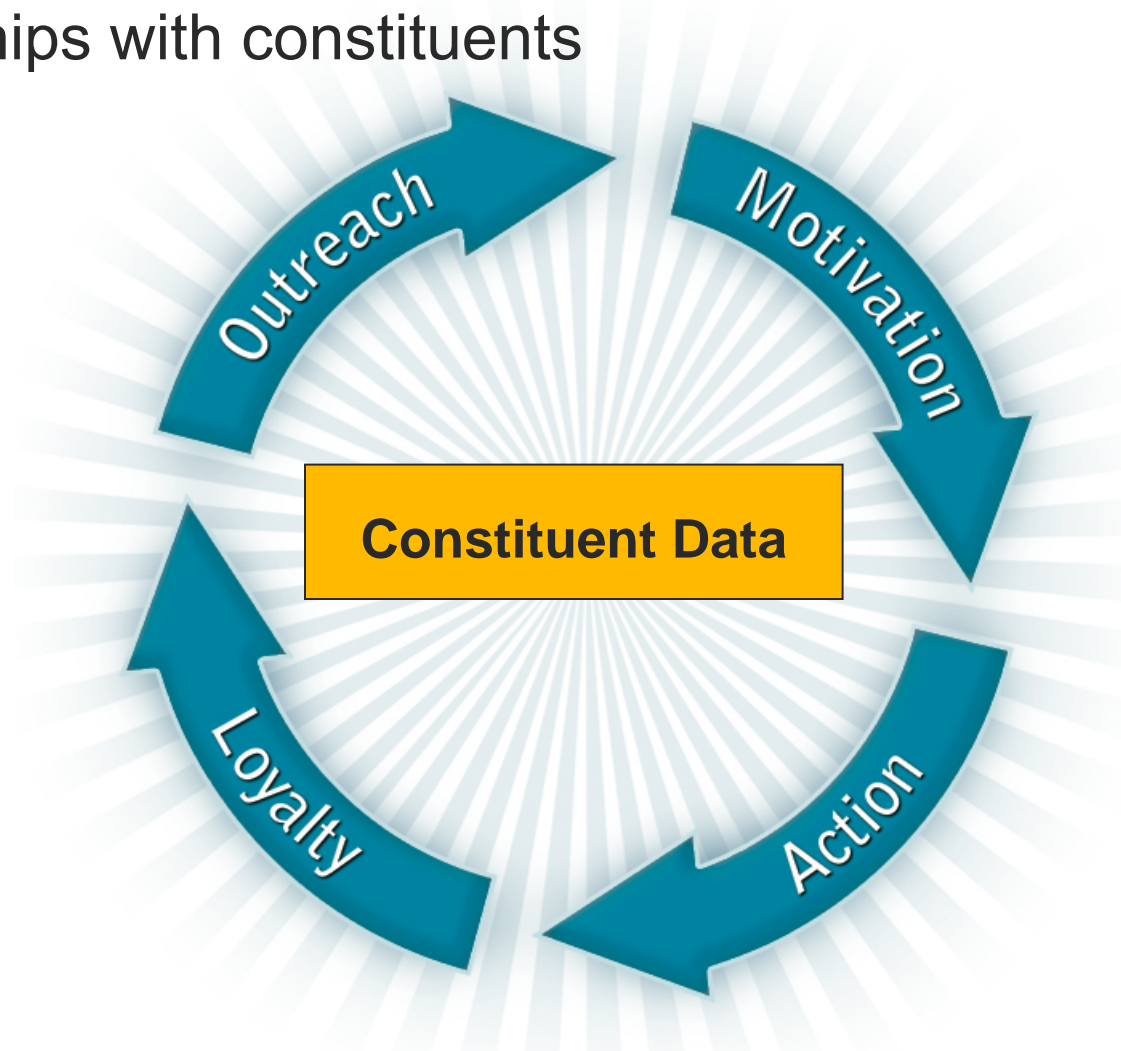 hips with constituents
Outreach
Motivation
Constituent Data
Loyalty
Action